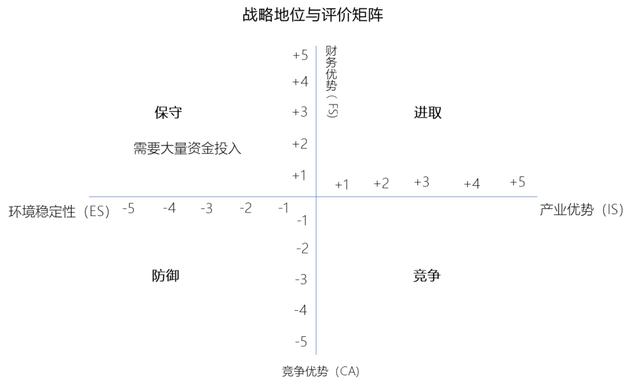 战略地位与评价矩阵
+5
+4
+3
+2
+1
财务优势（FS）
保守
需要大量资金投入
进取
+1 +2 +3 +4 +5
环境稳定性（ES） -5 -4 -3 -2 -1
产业优势（IS）
-1
-2
-3
-4
-5
防御
竞争
竞争优势（CA）